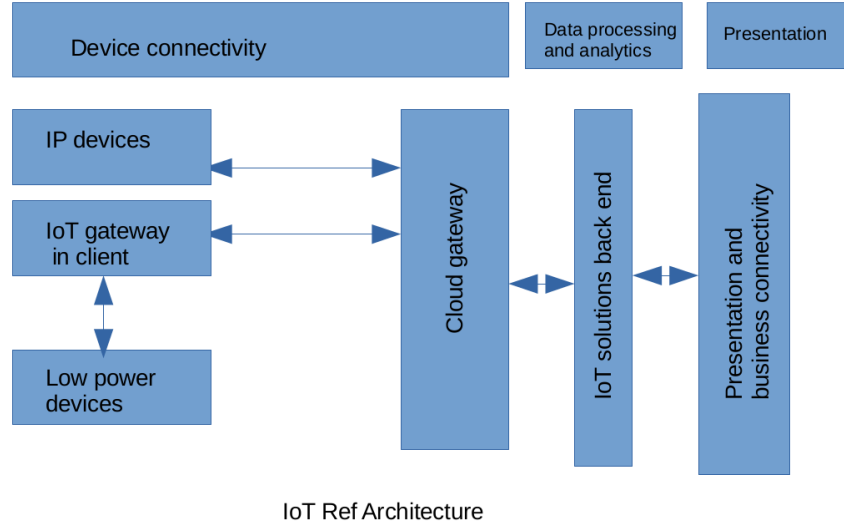 Device connectivity
Data processing
and analytics
Presentation
IP devices
IoT gateway
in client
Low power
devices
Cloud gateway
IoT solutions back end
Presentation and
business connectivity
IoT Ref Architecture